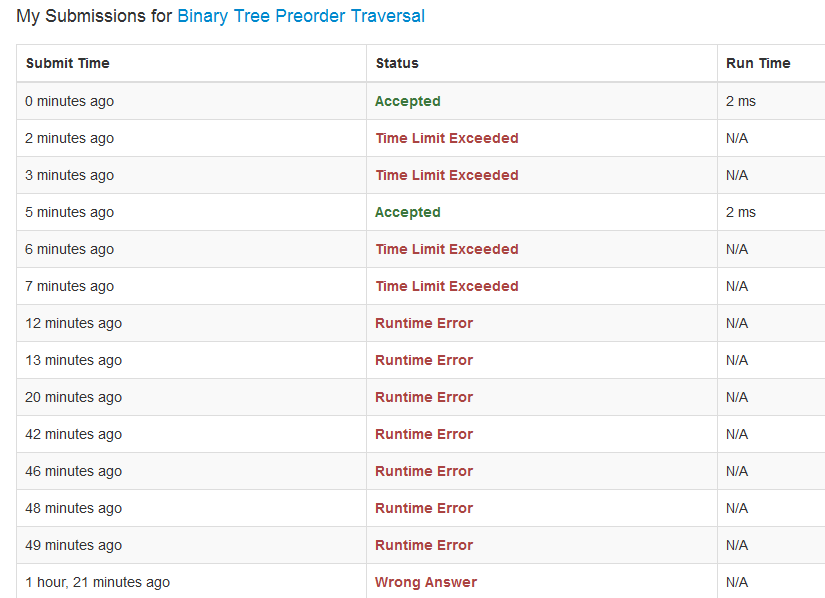 My Submissions for Binary Tree Preorder Traversal
Submit Time Status Run Time
0 minutes ago Accepted 2 ms
2 minutes ago Time Limit Exceeded N/A
3 minutes ago Time Limit Exceeded N/A
5 minutes ago Accepted 2 ms
6 minutes ago Time Limit Exceeded N/A
7 minutes ago Time Limit Exceeded N/A
12 minutes ago Runtime Error N/A
13 minutes ago Runtime Error N/A
20 minutes ago Runtime Error N/A
42 minutes ago Runtime Error N/A
46 minutes ago Runtime Error N/A
48 minutes ago Runtime Error N/A
49 minutes ago Runtime Error N/A
1 hour, 21 minutes ago Wrong Answer N/A